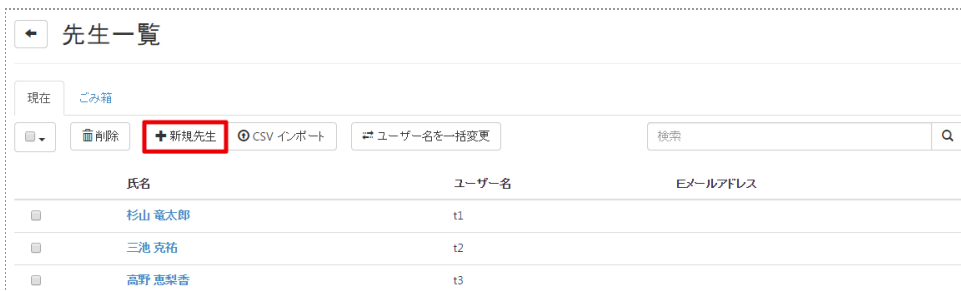 先生一覧
現在 ごみ箱
削除 新規先生 CSV インポート ユーザー名を一括変更 検索
氏名 ユーザー名 Eメールアドレス
杉山 竜太郎 t1
三池 克祐 t2
高野 恵梨香 t3